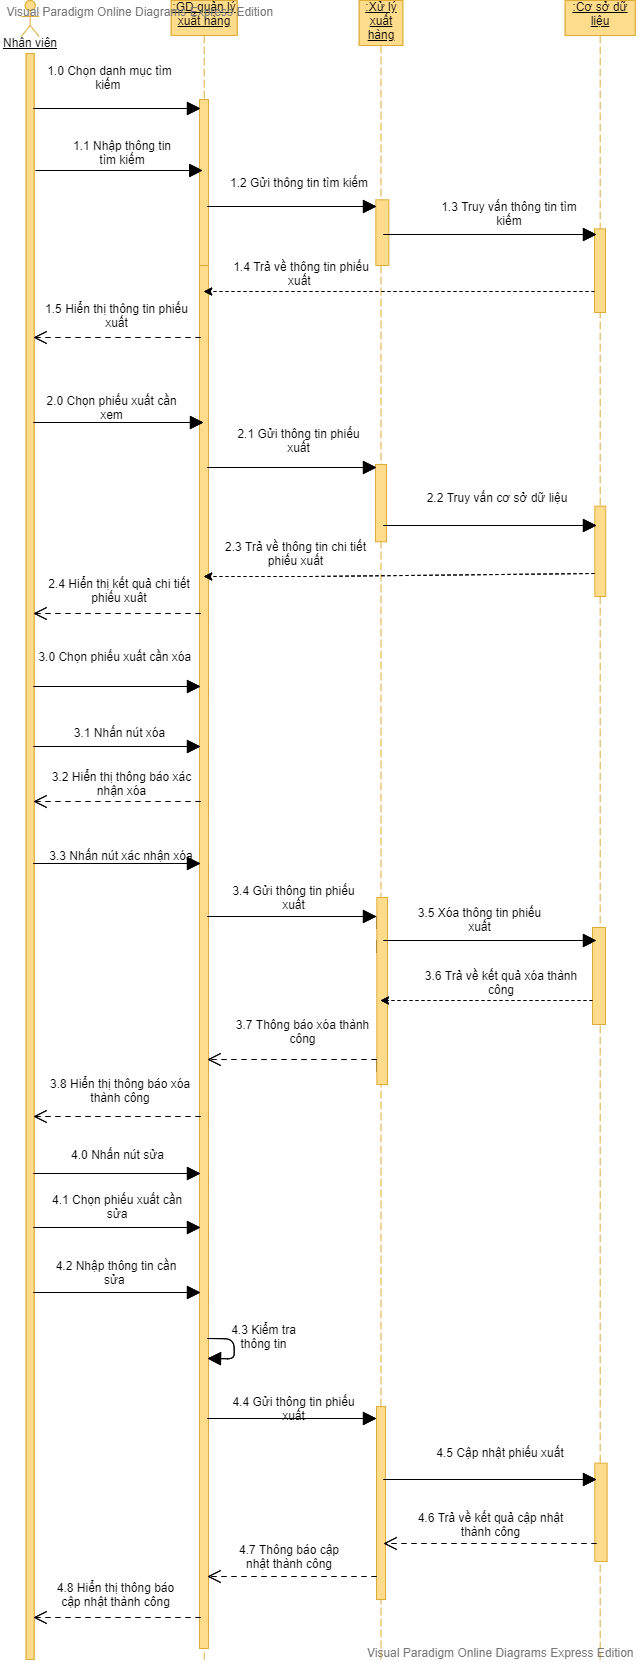 Visual Paradigm Online Diagrams Express Edition
:GD quản lý
xuất hàng
:Xử lý
xuất
hàng
:Cơ sở dữ
liệu
Nhân viên
1.0 Chọn danh mục tìm
kiếm
1.1 Nhập thông tin
tìm kiếm
1.2 Gửi thông tin tìm kiếm
1.3 Truy vấn thông tin tìm
kiếm
1.4 Trả về thông tin phiếu
xuất
1.5 Hiển thị thông tin phiếu
xuất
2.0 Chọn phiếu xuất cần
xem
2.1 Gửi thông tin phiếu
xuất
2.2 Truy vấn cơ sở dữ liệu
2.3 Trả về thông tin chi tiết
phiếu xuất
2.4 Hiển thị kết quả chi tiết
phiếu xuât
3.0 Chọn phiếu xuất cần xóa
3.1 Nhấn nút xóa
3.2 Hiển thị thông báo xác
nhận xóa
3.3 Nhấn nút xác nhận xóa
3.4 Gửi thông tin phiếu
xuất
3.5 Xóa thông tin phiếu
xuất
3.6 Trả về kết quả xóa thành
công
3.7 Thông báo xóa thành
công
3.8 Hiển thị thông báo xóa
thành công
4.0 Nhấn nút sửa
4.1 Chọn phiếu xuất cần
sửa
4.2 Nhập thông tin cần
sửa
4.3 Kiểm tra
thông tin
4.4 Gửi thông tin phiếu
xuất
4.5 Cập nhật phiếu xuất
4.6 Trả về kết quả cập nhật
thành công
4.7 Thông báo cập
nhật thành công
4.8 Hiển thị thông báo
cập nhật thành công
Visual Paradigm Online Diagrams Express Edition